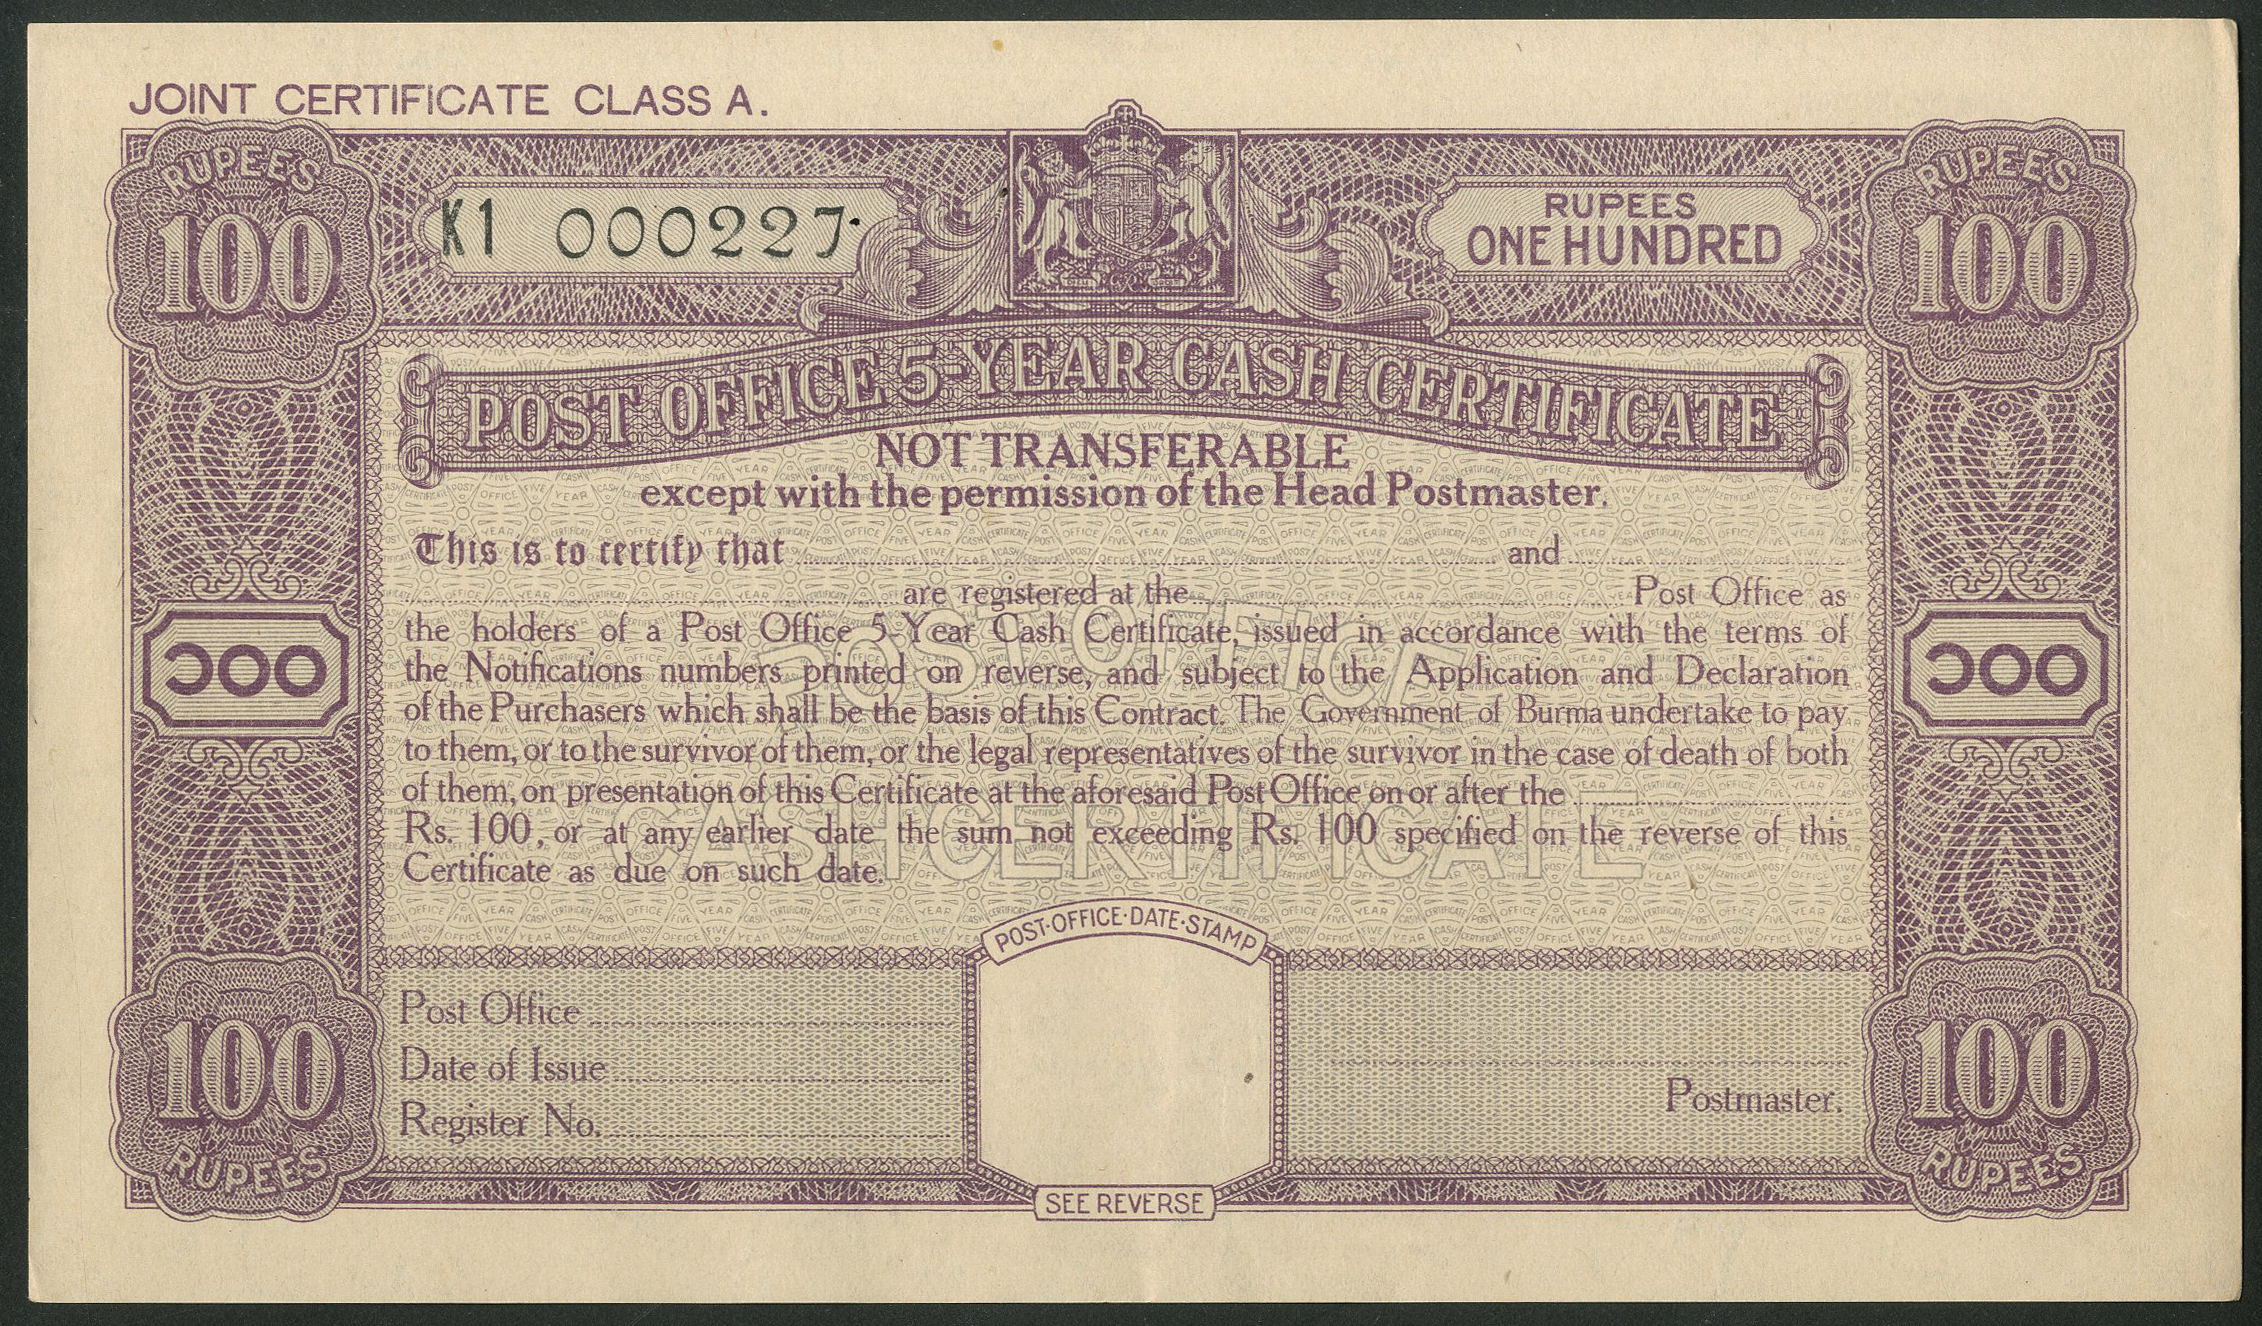 JOINT CERTIFICATE CLASS A.
RUPEES
100
K1 000227
RUPEES
ONE HUNDRED
RUPEES
100
POST OFFICE 5-YEAR CASH CERTIFICATE
NOT TRANSFERABLE
except with the permission of the Head Postmaster.
This is to certify that and
are registered at the Post Office as
the holders of a Post Office 5-Year Cash Certificate, issued in accordance with the terms of
the Notifications numbers printed on reverse, and subject to the Application and Declaration
of the Purchasers which shall be the basis of this Contract. The Government of Burma undertake to pay
to them, or to the survivor of them, or the legal representatives of the survivor in the case of death of both
of them, on presentation of this Certificate at the aforesaid Post Office on or after the
Rs. 100, or at any earlier date the sum not exceeding Rs. 100 specified on the reverse of this
Certificate as due on such date.
၁၀၀
၁၀၀
POST OFFICE
CASH CERTIFICATE
POST·OFFICE·DATE·STAMP
Post Office
Date of Issue
Register No.
Postmaster.
100
RUPEES
100
RUPEES
SEE REVERSE